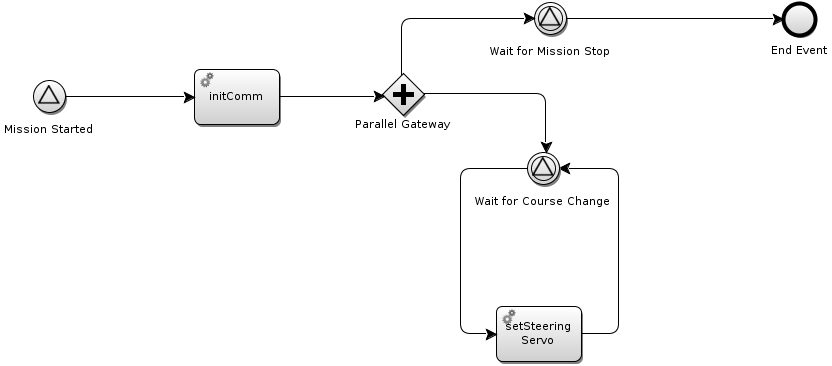 Wait for Mission Stop
End Event
initComm
Mission Started
Parallel Gateway
Wait for Course Change
setSteering
Servo